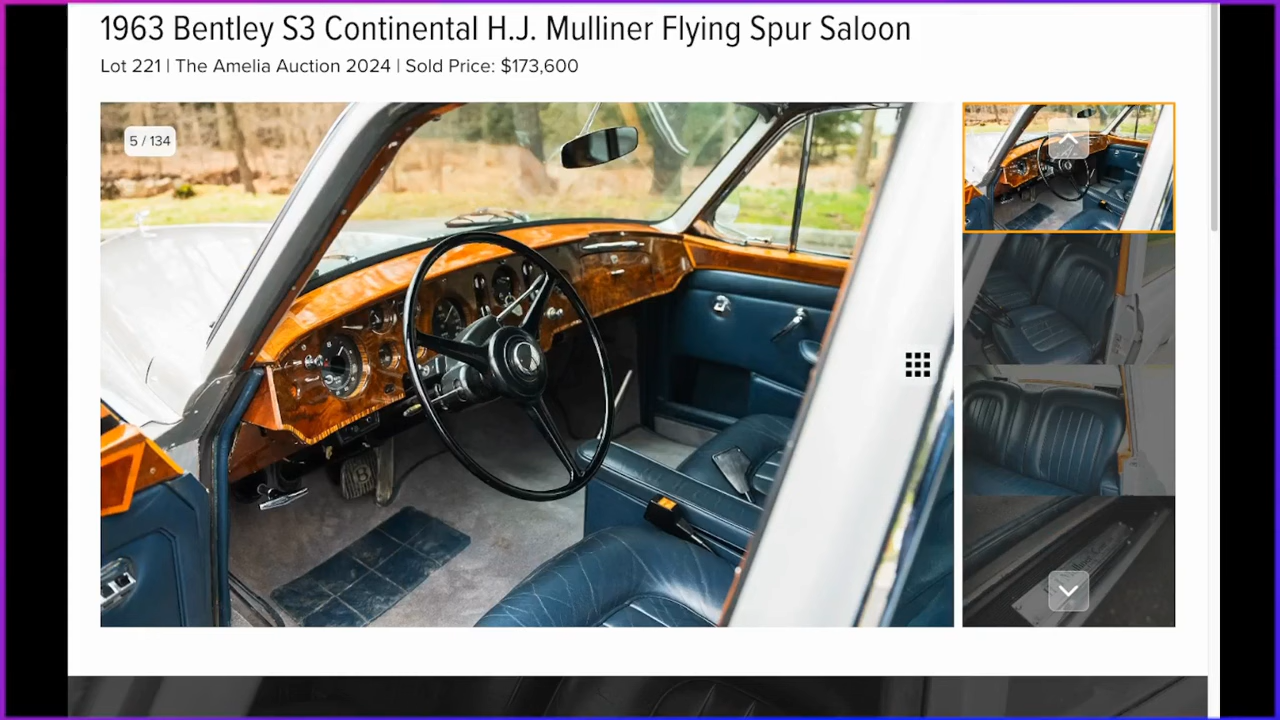 1963 Bentley S3 Continental H.J. Mulliner Flying Spur Saloon
Lot 221 | The Amelia Auction 2024 | Sold Price: $173,600
5 / 134
B